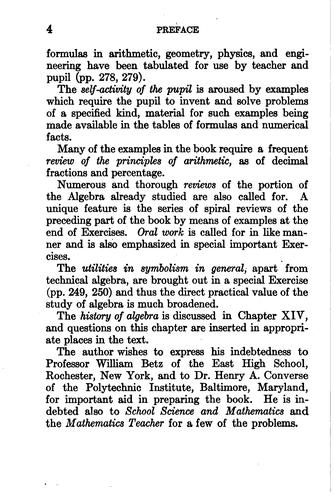 4 PREFACE
formulas in arithmetic, geometry, physics, and engi-
neering have been tabulated for use by teacher and
pupil (pp. 278, 279).
The self-activity of the pupil is aroused by examples
which require the pupil to invent and solve problems
of a specified kind, material for such examples being
made available in the tables of formulas and numerical
facts.
Many of the examples in the book require a frequent
review of the principles of arithmetic, as of decimal
fractions and percentage.
Numerous and thorough reviews of the portion of
the Algebra already studied are also called for. A
unique feature is the series of spiral reviews of the
preceding part of the book by means of examples at the
end of Exercises. Oral work is called for in like man-
ner and is also emphasized in special important Exer-
cises.
The utilities in symbolism in general, apart from
technical algebra, are brought out in a special Exercise
(pp. 249, 250) and thus the direct practical value of the
study of algebra is much broadened.
The history of algebra is discussed in Chapter XIV,
and questions on this chapter are inserted in appropri-
ate places in the text.
The author wishes to express his indebtedness to
Professor William Betz of the East High School,
Rochester, New York, and to Dr. Henry A. Converse
of the Polytechnic Institute, Baltimore, Maryland,
for important aid in preparing the book. He is in-
debted also to School Science and Mathematics and
the Mathematics Teacher for a few of the problems.